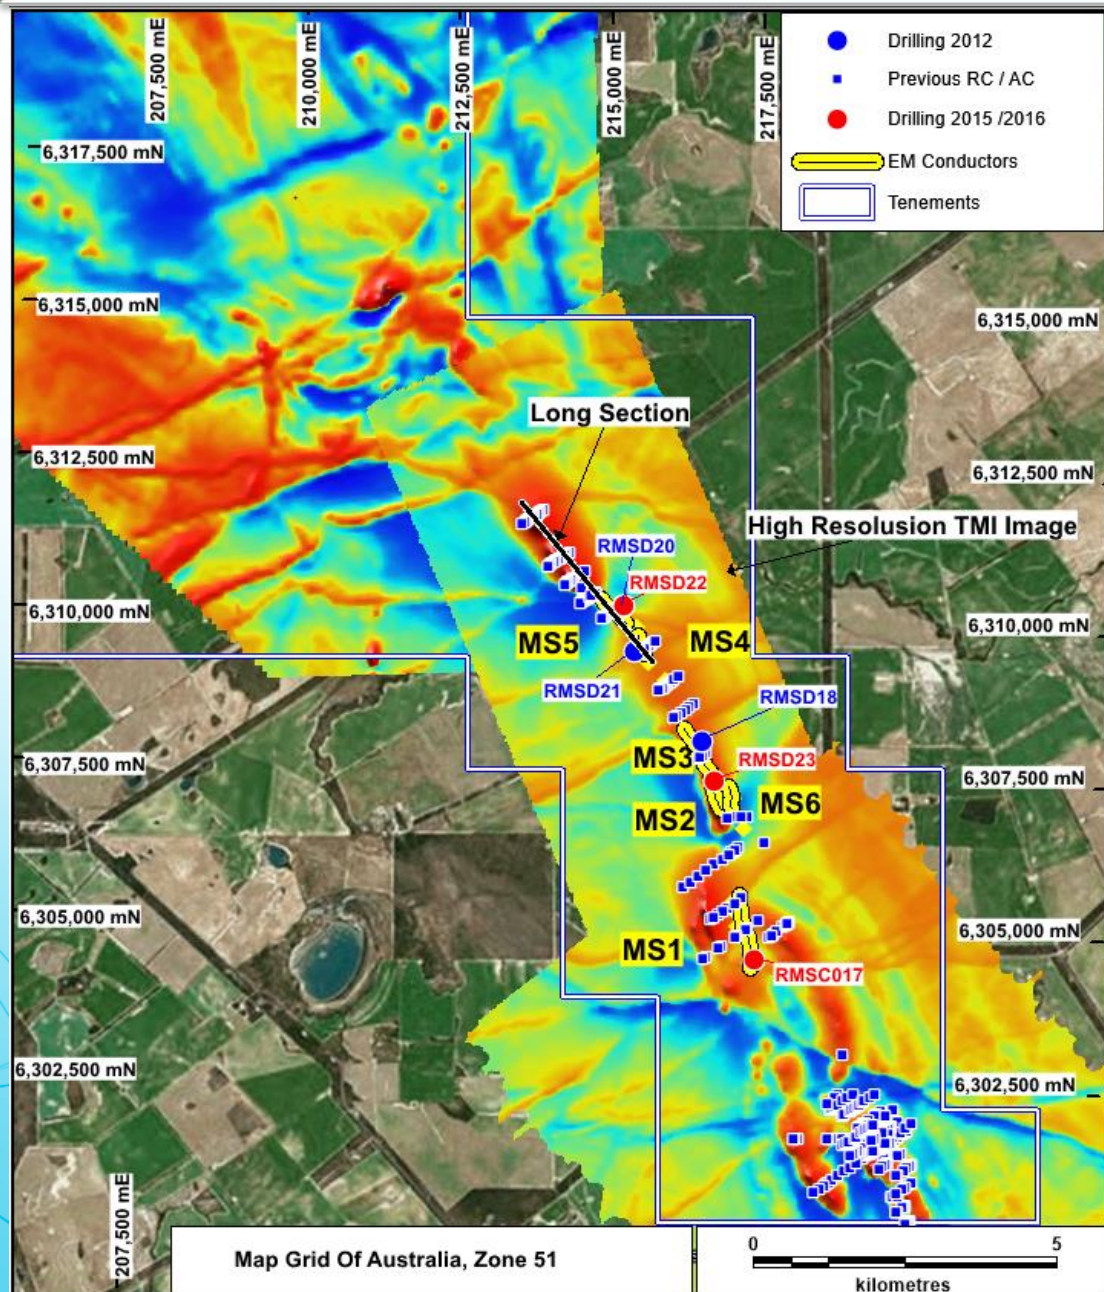 207,500 mE
210,000 mE
212,500 mE
215,000 mE
217,500 mE
Drilling 2012
Previous RC / AC
Drilling 2015 /2016
EM Conductors
Tenements
6,317,500 mN
6,315,000 mN
6,315,000 mN
Long Section
6,312,500 mN
6,312,500 mN
High Resolusion TMI Image
RMSD20
RMSD22
6,310,000 mN
6,310,000 mN
MS5
MS4
RMSD21
RMSD18
MS3
RMSD23
6,307,500 mN
6,307,500 mN
MS6
MS2
6,305,000 mN
6,305,000 mN
MS1
RMSC017
6,302,500 mN
6,302,500 mN
207,500 mE
Map Grid Of Australia, Zone 51
0
5
kilometres